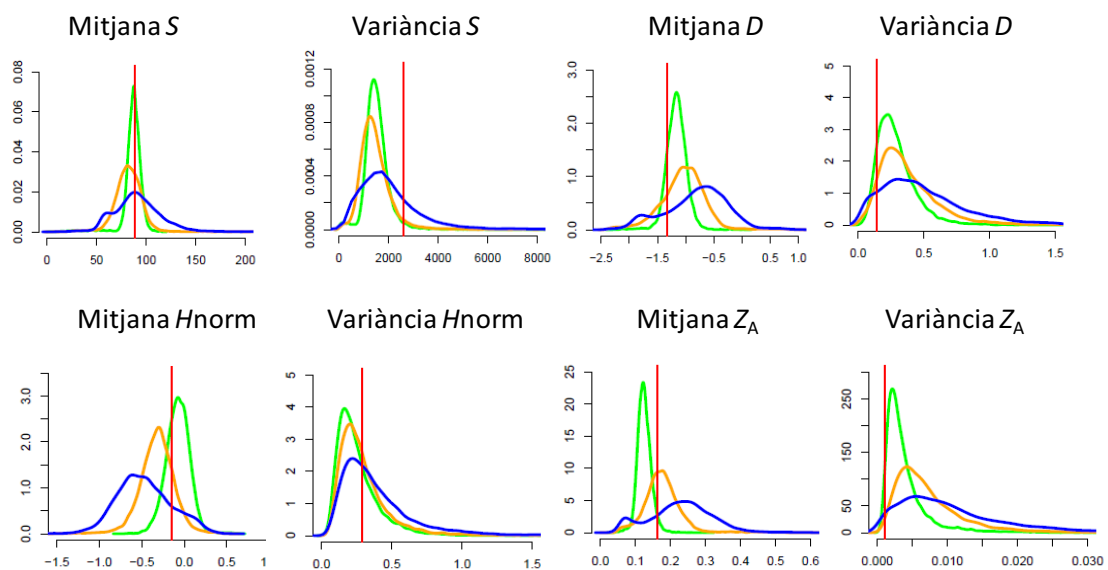 Mitjana S
Variància S
Mitjana D
Variància D
0.00 0.02 0.04 0.06 0.08
0 50 100 150 200
0.0000 0.0004 0.0008 0.0012
0 2000 4000 6000 8000
0.0 1.0 2.0 3.0
−2.5 −1.5 −0.5 0.5 1.0
0 1 2 3 4 5
0.0 0.5 1.0 1.5
Mitjana Hnorm
Variància Hnorm
Mitjana ZA
Variància ZA
0.0 1.0 2.0 3.0
−1.5 −1.0 −0.5 0.0 0.5 1
0 1 2 3 4 5
0.0 0.5 1.0 1.5
0 5 10 15 20 25
0.0 0.1 0.2 0.3 0.4 0.5 0.6
0 50 150 250
0.000 0.010 0.020 0.030